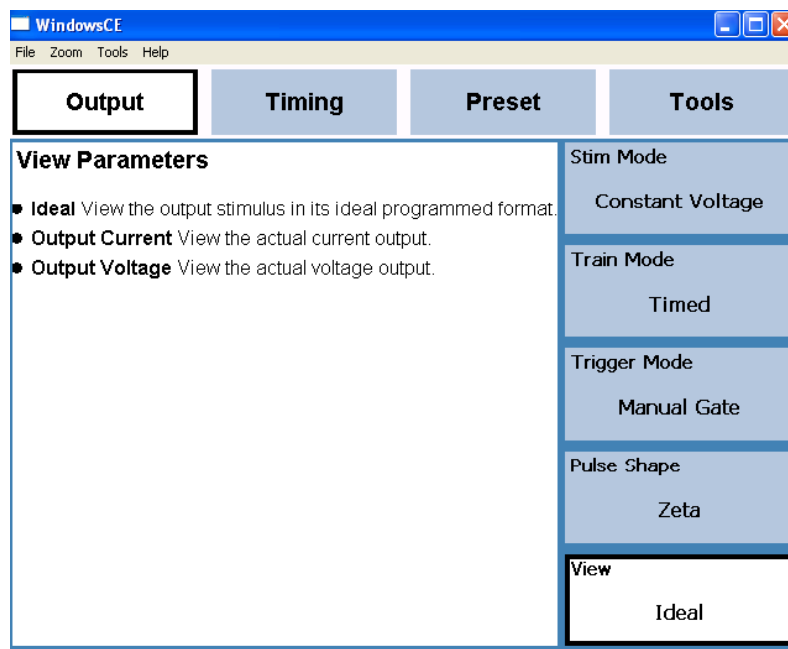 WindowsCE
File Zoom Tools Help
Output Timing Preset Tools
View Parameters
• Ideal View the output stimulus in its ideal programmed format.
• Output Current View the actual current output.
• Output Voltage View the actual voltage output.
Stim Mode
Constant Voltage
Train Mode
Timed
Trigger Mode
Manual Gate
Pulse Shape
Zeta
View
Ideal